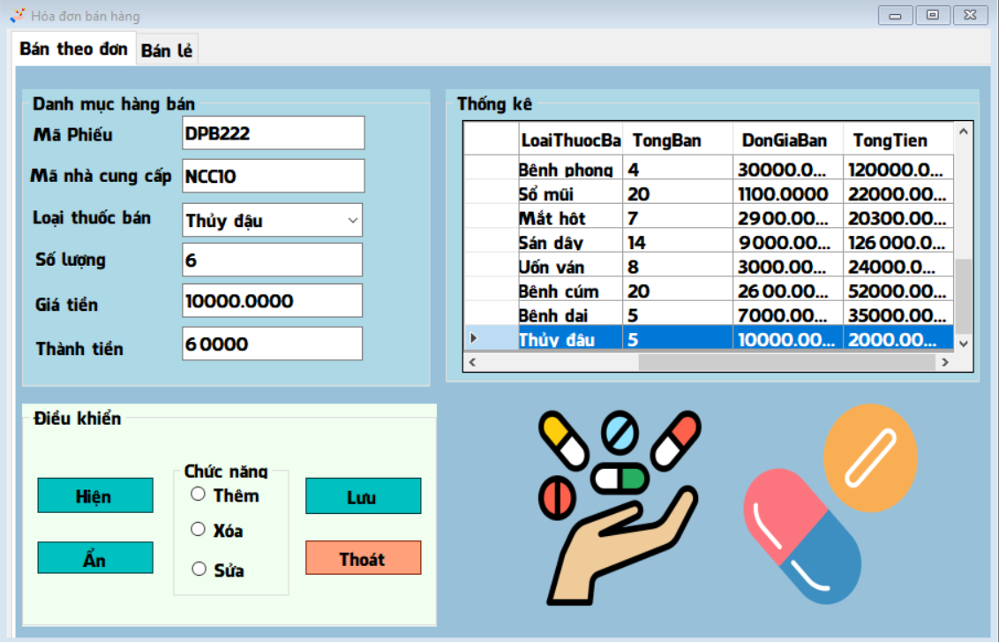 Hóa đơn bán hàng
Bán theo đơn Bán lẻ
Danh mục hàng bán
Mã Phiếu DPB222
Mã nhà cung cấp NCC10
Loại thuốc bán Thủy đậu
Số lượng 6
Giá tiền 10000.0000
Thành tiền 60000
Thống kê
LoaiThuocBa TongBan DonGiaBan TongTien
Bệnh phong 4 30000.0... 120000.0...
Sổ mũi 20 1100.0000 22000.00...
Mắt hột 7 2900.00... 20300.00...
Sán dây 14 9000.00... 126000.0...
Uốn ván 8 3000.00... 24000.0...
Bệnh cúm 20 2600.00... 52000.00...
Bệnh dại 5 7000.00... 35000.00...
Thủy đậu 5 10000.00... 2000.00...
Điều khiển
Chức năng
Hiện
Thêm
Lưu
Xóa
Ẩn
Sửa
Thoát